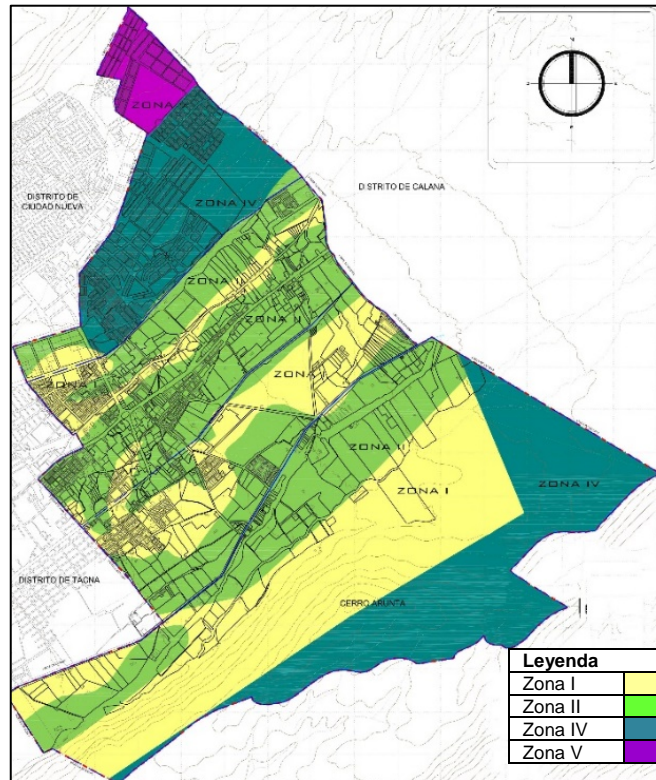 ZONA V
DISTRITO DE
CIUDAD NUEVA
DISTRITO DE CALANA
ZONA IV
ZONA II
ZONA II
ZONA I
ZONA I
ZONA II
ZONA I
ZONA IV
DISTRITO DE TACNA
CERRO ARUNTA
Leyenda
Zona I
Zona II
Zona IV
Zona V